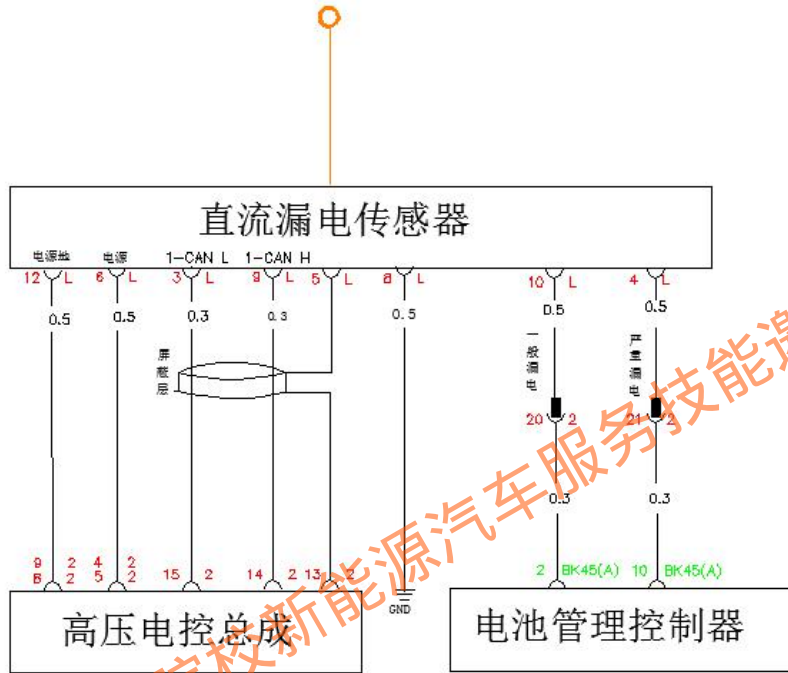 直流漏电传感器
电源地 电源 1-CAN L 1-CAN H
12 L 6 L 3 L 9 L 5 L 8 L 10 L 4 L
0.5 0.5 0.3 0.3 0.5 0.5 0.5
屏蔽层
一般漏电
严重漏电
20 2 21 2
0.3 0.3
9 2 4 2
8 2 5 2 15 2 14 2 13 2
2 BK45(A) 10 BK45(A)
GND
高压电控总成
电池管理控制器
院校新能源汽车服务技能邀